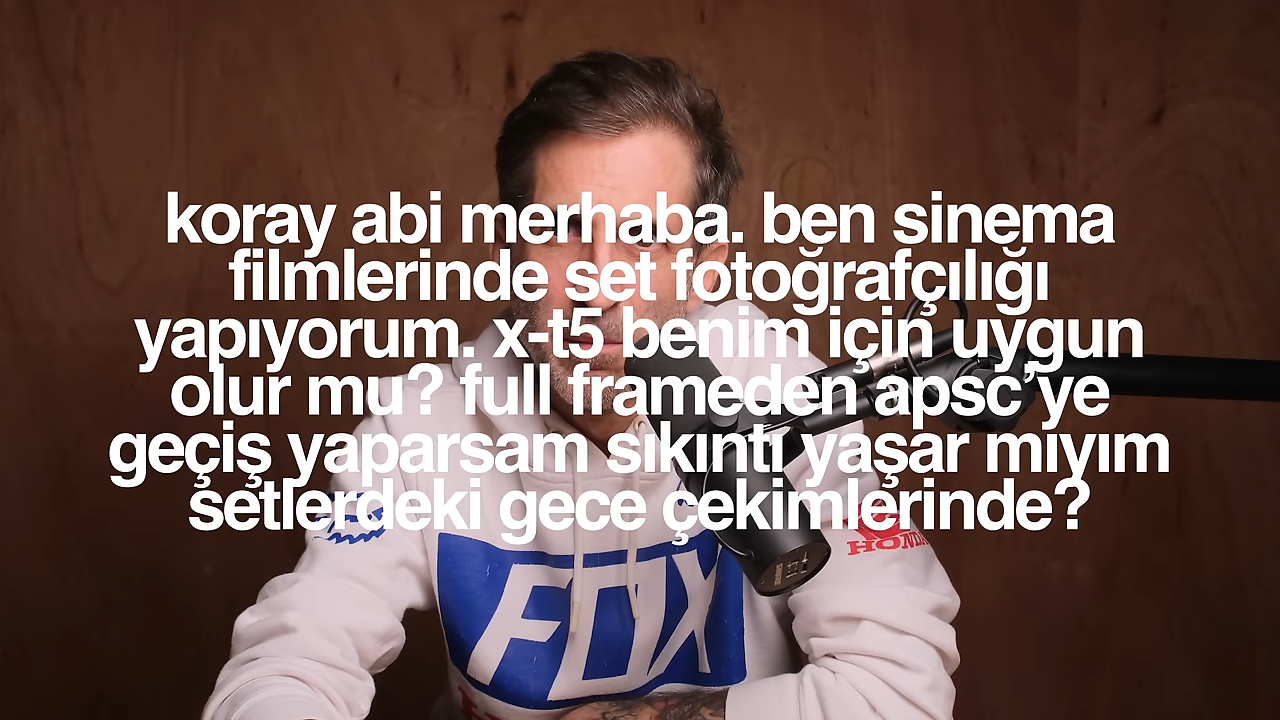 koray abi merhaba. ben sinema
filmlerinde set fotoğrafçılığı
yapıyorum. x-t5 benim için uygun
olur mu? full frameden apsc'ye
geçiş yaparsam sıkıntı yaşar mıyım
setlerdeki gece çekimlerinde?
FOX
HONDA